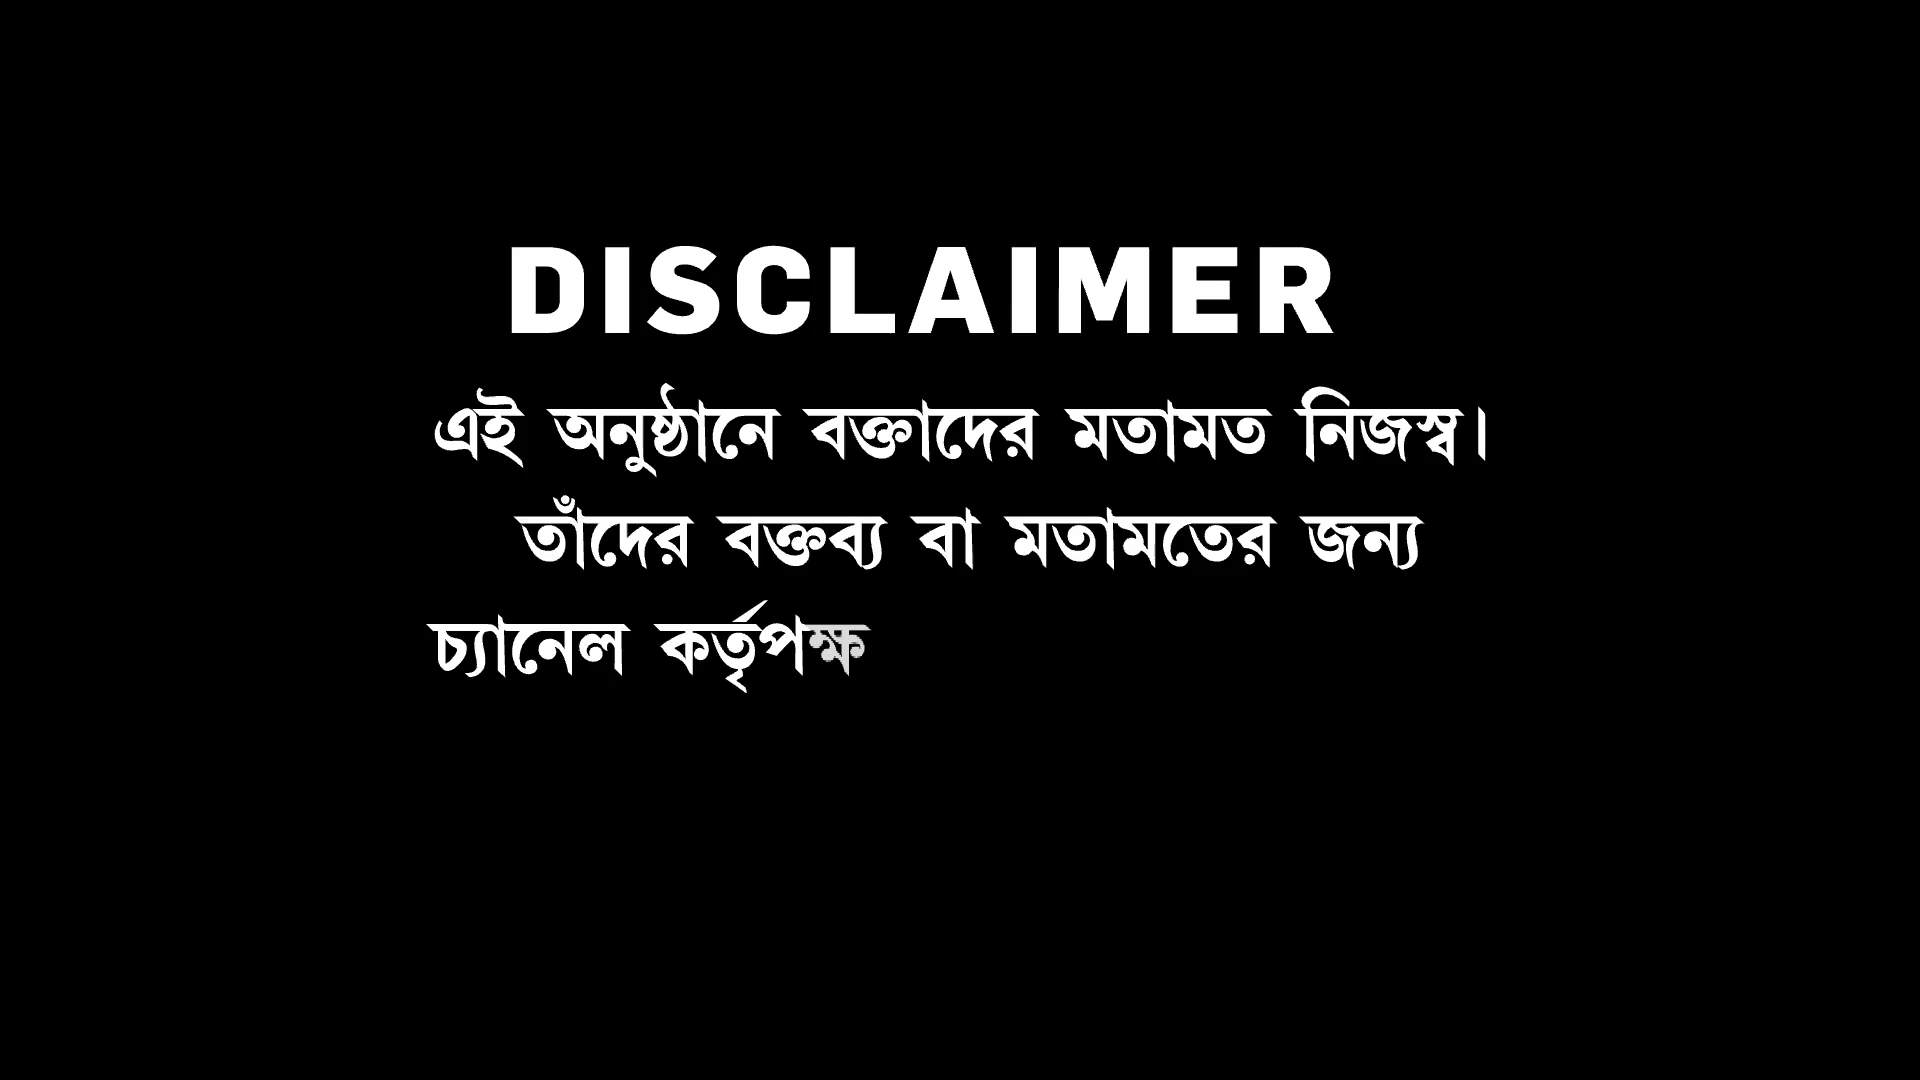 DISCLAIMER
এই অনুষ্ঠানে বক্তাদের মতামত নিজস্ব।
তাঁদের বক্তব্য বা মতামতের জন্য
চ্যানেল কর্তৃপক্ষ